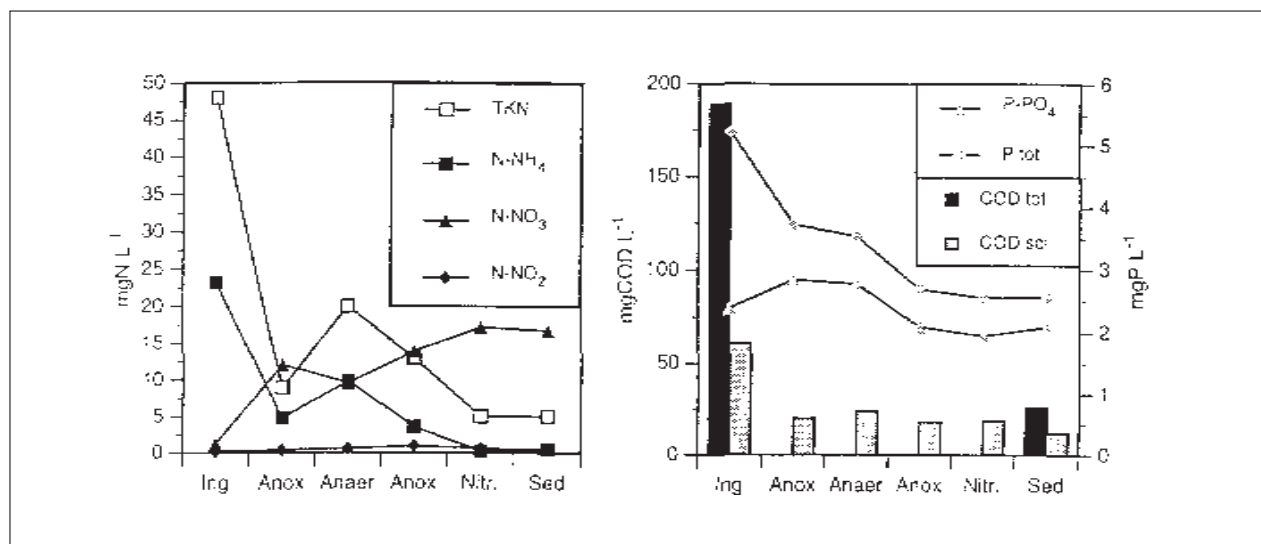 50
45
40
35
30
25
20
15
10
5
0
mgN L⁻¹
TKN
N-NH₄
N-NO₃
N-NO₂
Ing Anox Anaer Anox Nitr. Sed
200
150
100
50
0
mgCOD L⁻¹
P-PO₄
P tot
COD tot
COD sol
6
5
4
3
2
1
0
mgP L⁻¹
Ing Anox Anaer Anox Nitr. Sed